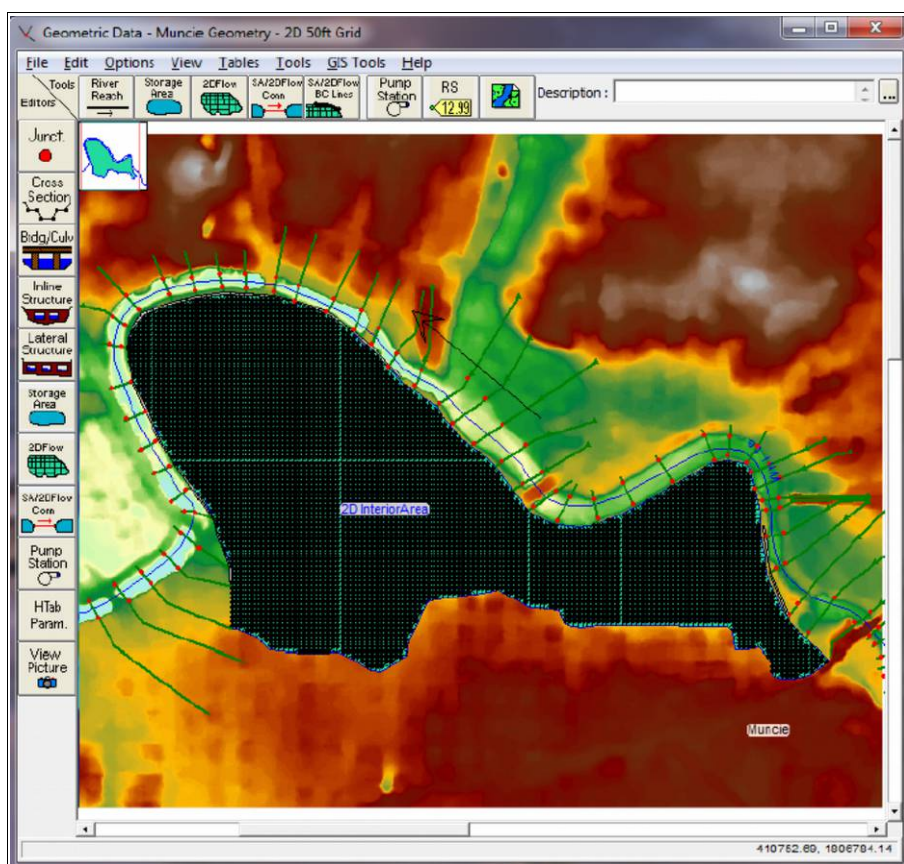 Geometric Data - Muncie Geometry - 2D 50ft Grid
File Edit Options View Tables Tools GIS Tools Help
Tools
Editors
River
Reach
Storage
Area
2DFlow
SA/2DFlow
Conn
SA/2DFlow
BC Lines
Pump
Station
RS
12.99
Description :
...
Junct.
Cross
Section
Brdg/Culv
Inline
Structure
Lateral
Structure
Storage
Area
2DFlow
SA/2DFlow
Conn
Pump
Station
HTab
Param.
View
Picture
2D InteriorArea
Muncie
410752.69, 1806784.14